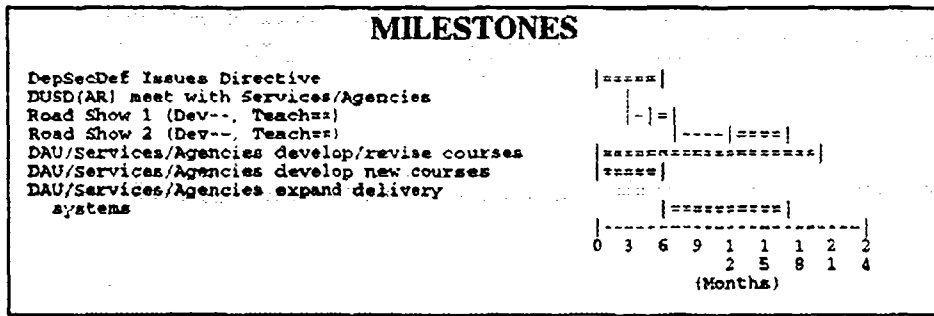 MILESTONES
DepSecDef Issues Directive |=====|
DUSD(AR) meet with Services/Agencies |
Road Show 1 (Dev--, Teach==) |-|=|
Road Show 2 (Dev--, Teach==) |----|====|
DAU/Services/Agencies develop/revise courses |====================|
DAU/Services/Agencies develop new courses |=====|
DAU/Services/Agencies expand delivery
systems |==========|
|------------------------|
0 3 6 9 1 1 1 2 2
2 5 8 1 4
(Months)